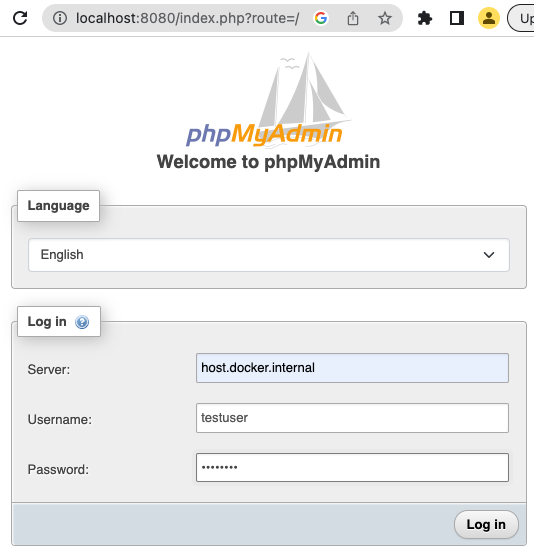 localhost:8080/index.php?route=/
Up
phpMyAdmin
Welcome to phpMyAdmin
Language
English
Log in
Server:
host.docker.internal
Username:
testuser
Password:
••••••••
Log in